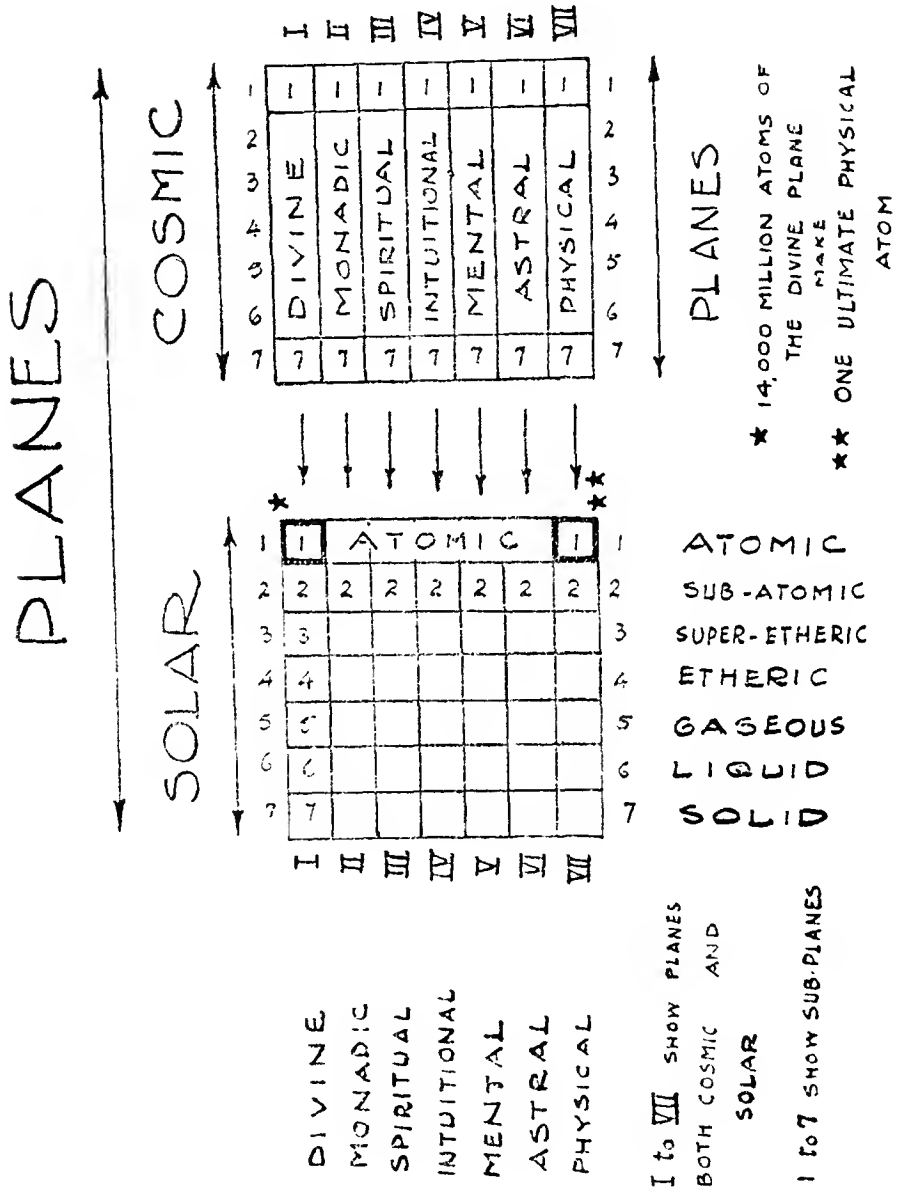 PLANES
SOLAR COSMIC
7 6 5 4 3 2 1 7 6 5 4 3 2 1
DIVINE I 7 6 5 4 3 2 1 ★ 7 DIVINE 1 I
MONADIC II 2 7 MONADIC 1 II
SPIRITUAL III 2 7 SPIRITUAL 1 III
INTUITIONAL IV 2 7 INTUITIONAL 1 IV
MENTAL V 2 7 MENTAL 1 V
ASTRAL VI 2 7 ASTRAL 1 VI
PHYSICAL VII 2 1 ★★ 7 PHYSICAL 1 VII
ATOMIC
7 6 5 4 3 2 1 7 6 5 4 3 2 1
I to VII SHOW PLANES
BOTH COSMIC AND
SOLAR
1 to 7 SHOW SUB-PLANES
ATOMIC
SUB-ATOMIC
SUPER-ETHERIC
ETHERIC
GASEOUS
LIQUID
SOLID
PLANES
★ 14,000 MILLION ATOMS OF
THE DIVINE PLANE
MAKE
★★ ONE ULTIMATE PHYSICAL
ATOM